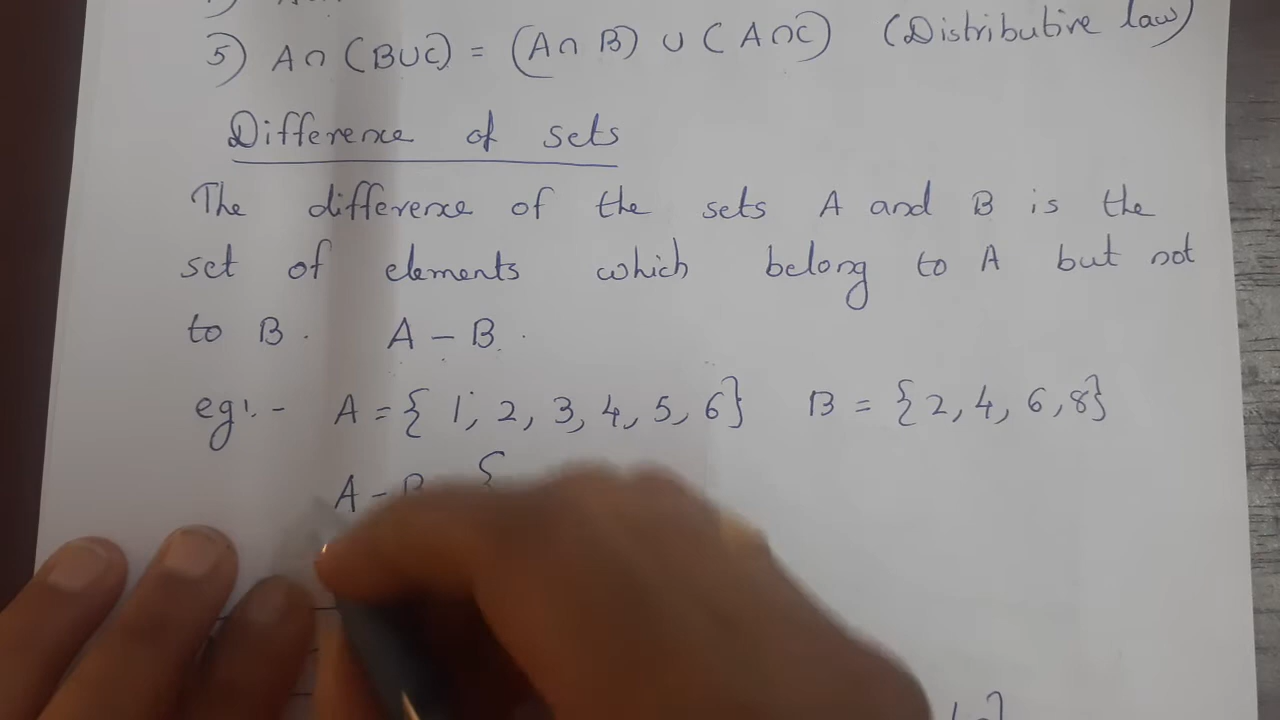 5) A∩(B∪C) = (A∩B) ∪ (A∩C) (Distributive law)
Difference of sets
The difference of the sets A and B is the
set of elements which belong to A but not
to B. A – B.
eg:- A = { 1, 2, 3, 4, 5, 6} B = {2, 4, 6, 8}
A – B {